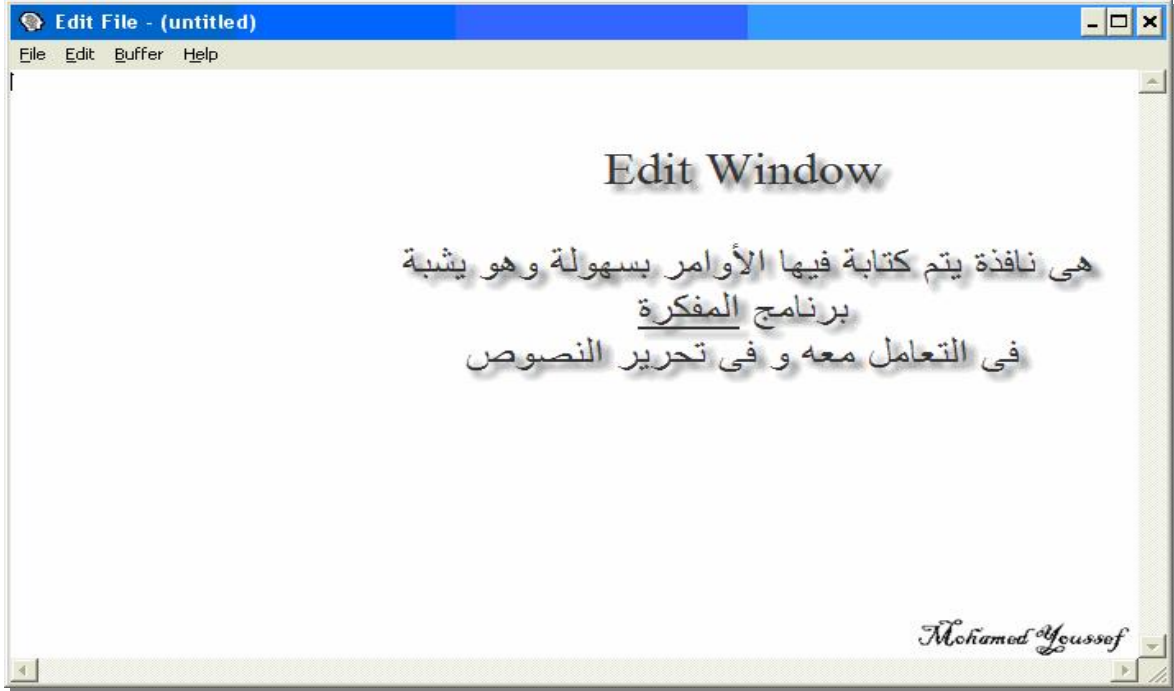 Edit File - (untitled)
File Edit Buffer Help
Edit Window
هى نافذة يتم كتابة فيها الأوامر بسهولة وهو يشبة
برنامج المفكرة
فى التعامل معه و فى تحرير النصوص
Mohamed Youssef